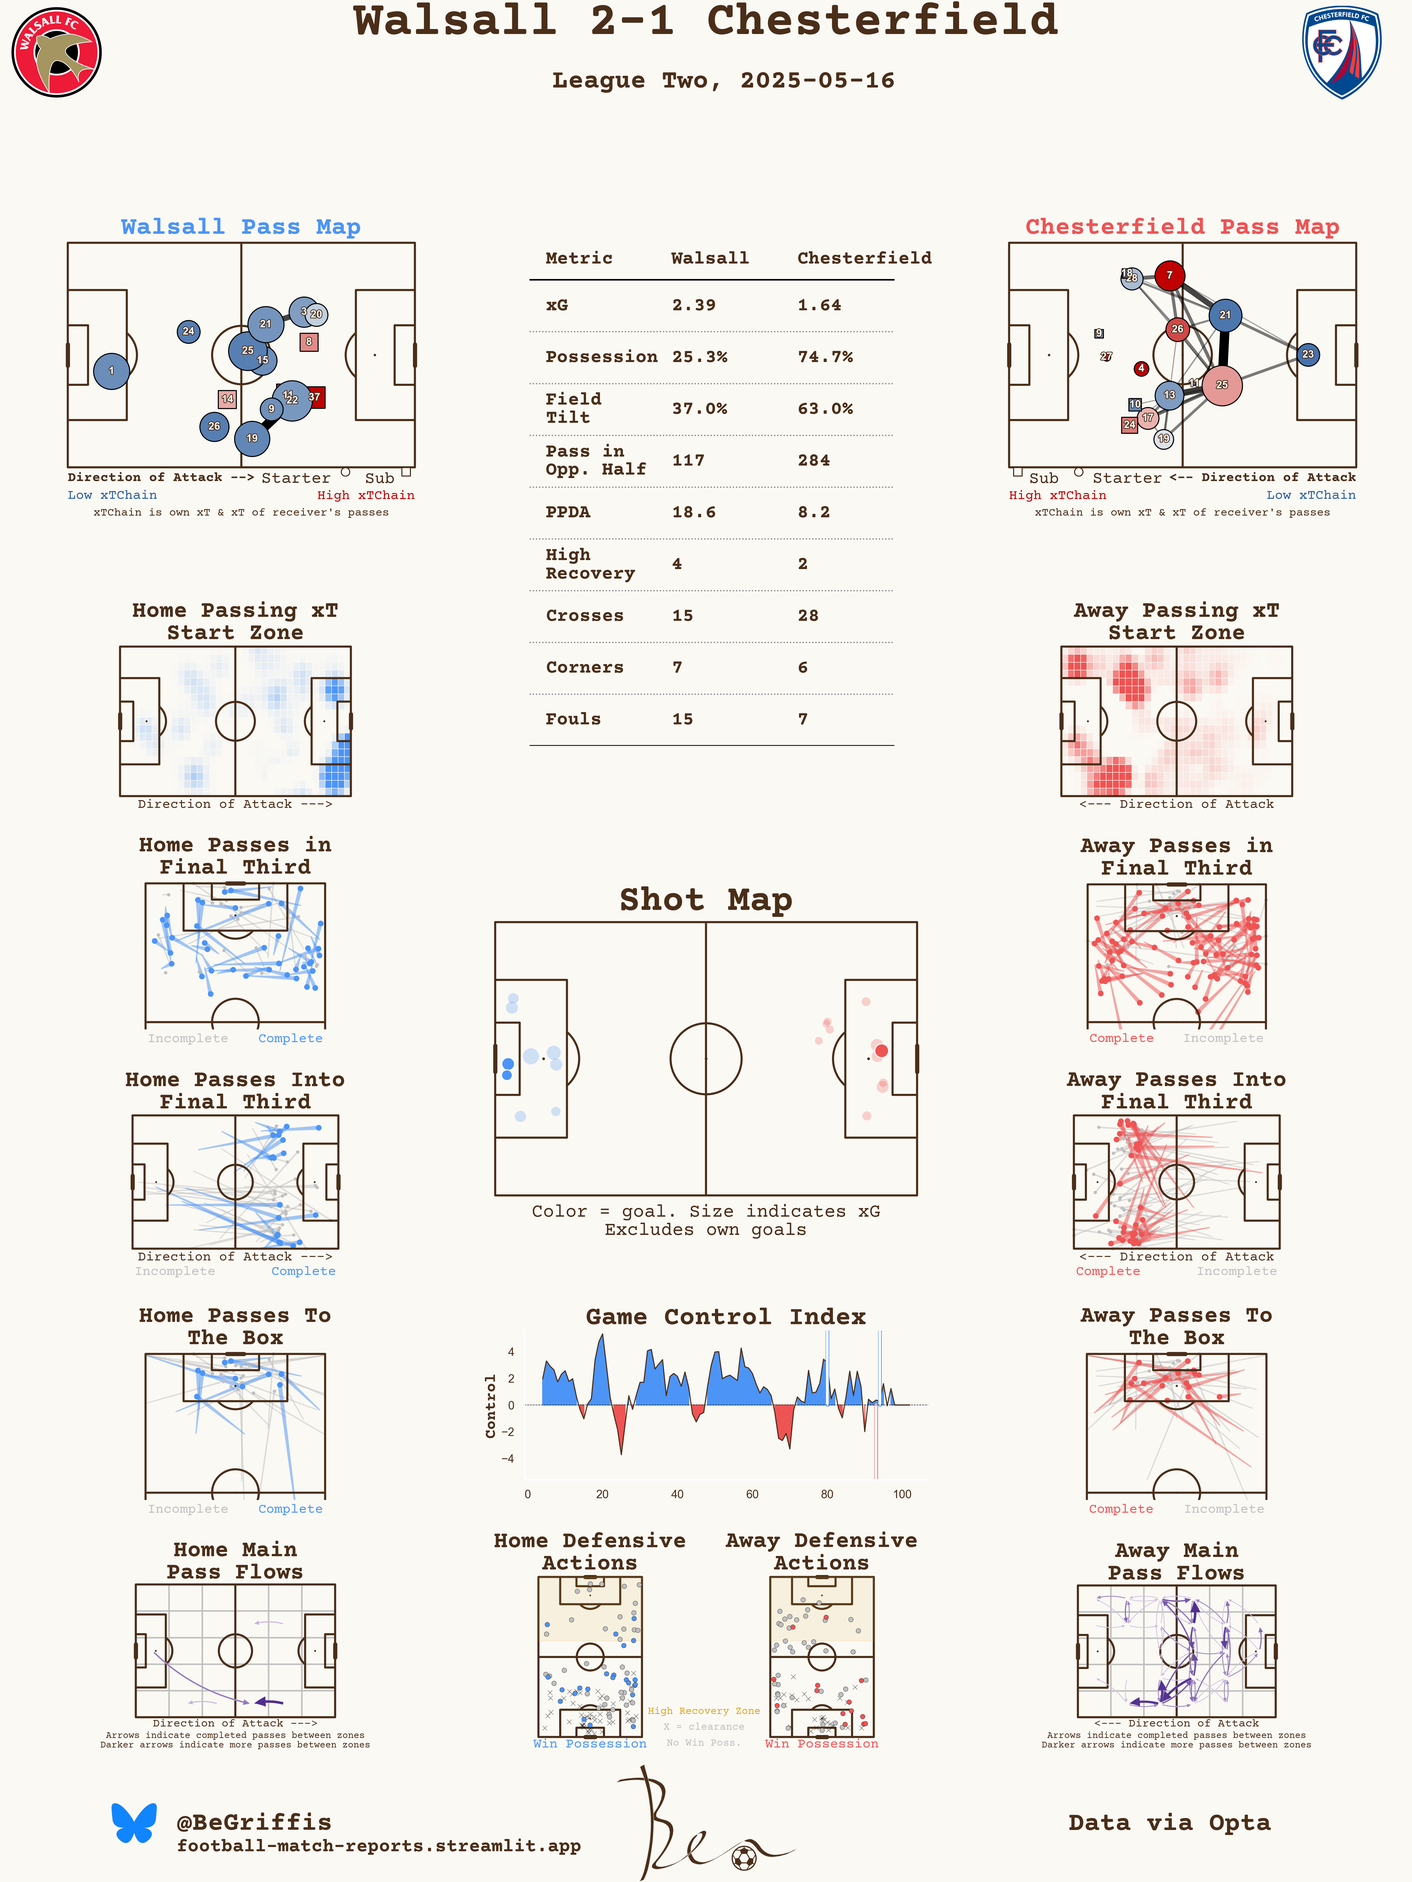 Walsall 2-1 Chesterfield
League Two, 2025-05-16
WALSALL FC
CHESTERFIELD FC
Walsall Pass Map
1
24
25
15
21
3
20
8
14
11
22
37
9
26
19
Direction of Attack --> Starter Sub
Low xTChain High xTChain
xTChain is own xT & xT of receiver's passes
Metric Walsall Chesterfield
xG 2.39 1.64
Possession 25.3% 74.7%
Field
Tilt 37.0% 63.0%
Pass in
Opp. Half 117 284
PPDA 18.6 8.2
High
Recovery 4 2
Crosses 15 28
Corners 7 6
Fouls 15 7
Chesterfield Pass Map
18
28
7
21
26
9
27
4
23
11
25
13
10
17
24
19
Sub Starter <-- Direction of Attack
High xTChain Low xTChain
xTChain is own xT & xT of receiver's passes
Home Passing xT
Start Zone
Direction of Attack --->
Away Passing xT
Start Zone
<--- Direction of Attack
Home Passes in
Final Third
Incomplete Complete
Away Passes in
Final Third
Complete Incomplete
Shot Map
Color = goal. Size indicates xG
Excludes own goals
Home Passes Into
Final Third
Direction of Attack --->
Incomplete Complete
Away Passes Into
Final Third
<--- Direction of Attack
Complete Incomplete
Home Passes To
The Box
Incomplete Complete
Game Control Index
Control
4
2
0
−2
−4
0 20 40 60 80 100
Away Passes To
The Box
Complete Incomplete
Home Main
Pass Flows
Direction of Attack --->
Arrows indicate completed passes between zones
Darker arrows indicate more passes between zones
Home Defensive
Actions
Win Possession
Away Defensive
Actions
Win Possession
High Recovery Zone
X = clearance
No Win Poss.
Away Main
Pass Flows
<--- Direction of Attack
Arrows indicate completed passes between zones
Darker arrows indicate more passes between zones
@BeGriffis
football-match-reports.streamlit.app
Ben
Data via Opta